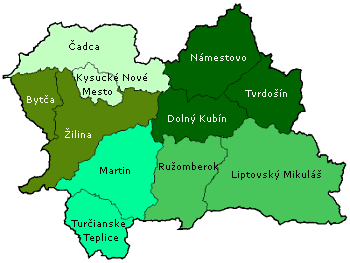 Čadca
Námestovo
Kysucké Nové
Mesto
Tvrdošín
Bytča
Dolný Kubín
Žilina
Martin
Ružomberok
Liptovský Mikuláš
Turčianske
Teplice